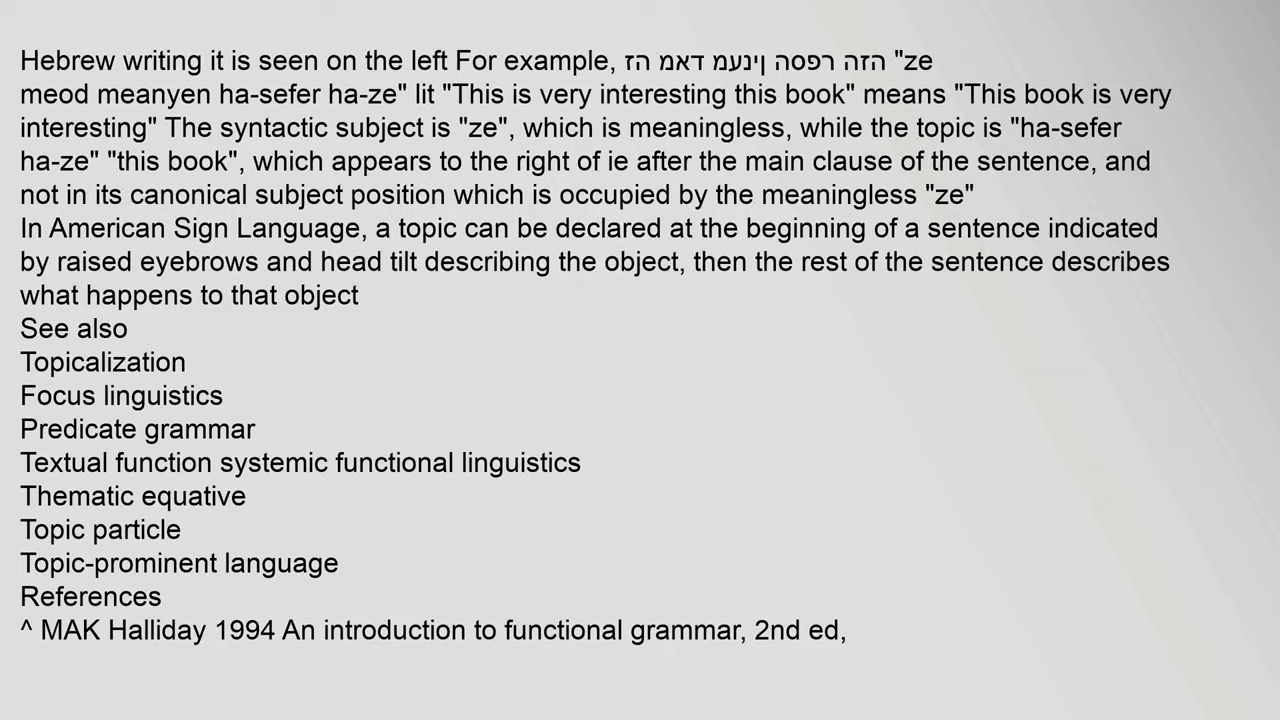 Hebrew writing it is seen on the left For example, זה מאד מענין הספר הזה "ze
meod meanyen ha-sefer ha-ze" lit "This is very interesting this book" means "This book is very
interesting" The syntactic subject is "ze", which is meaningless, while the topic is "ha-sefer
ha-ze" "this book", which appears to the right of ie after the main clause of the sentence, and
not in its canonical subject position which is occupied by the meaningless "ze"
In American Sign Language, a topic can be declared at the beginning of a sentence indicated
by raised eyebrows and head tilt describing the object, then the rest of the sentence describes
what happens to that object
See also
Topicalization
Focus linguistics
Predicate grammar
Textual function systemic functional linguistics
Thematic equative
Topic particle
Topic-prominent language
References
^ MAK Halliday 1994 An introduction to functional grammar, 2nd ed,